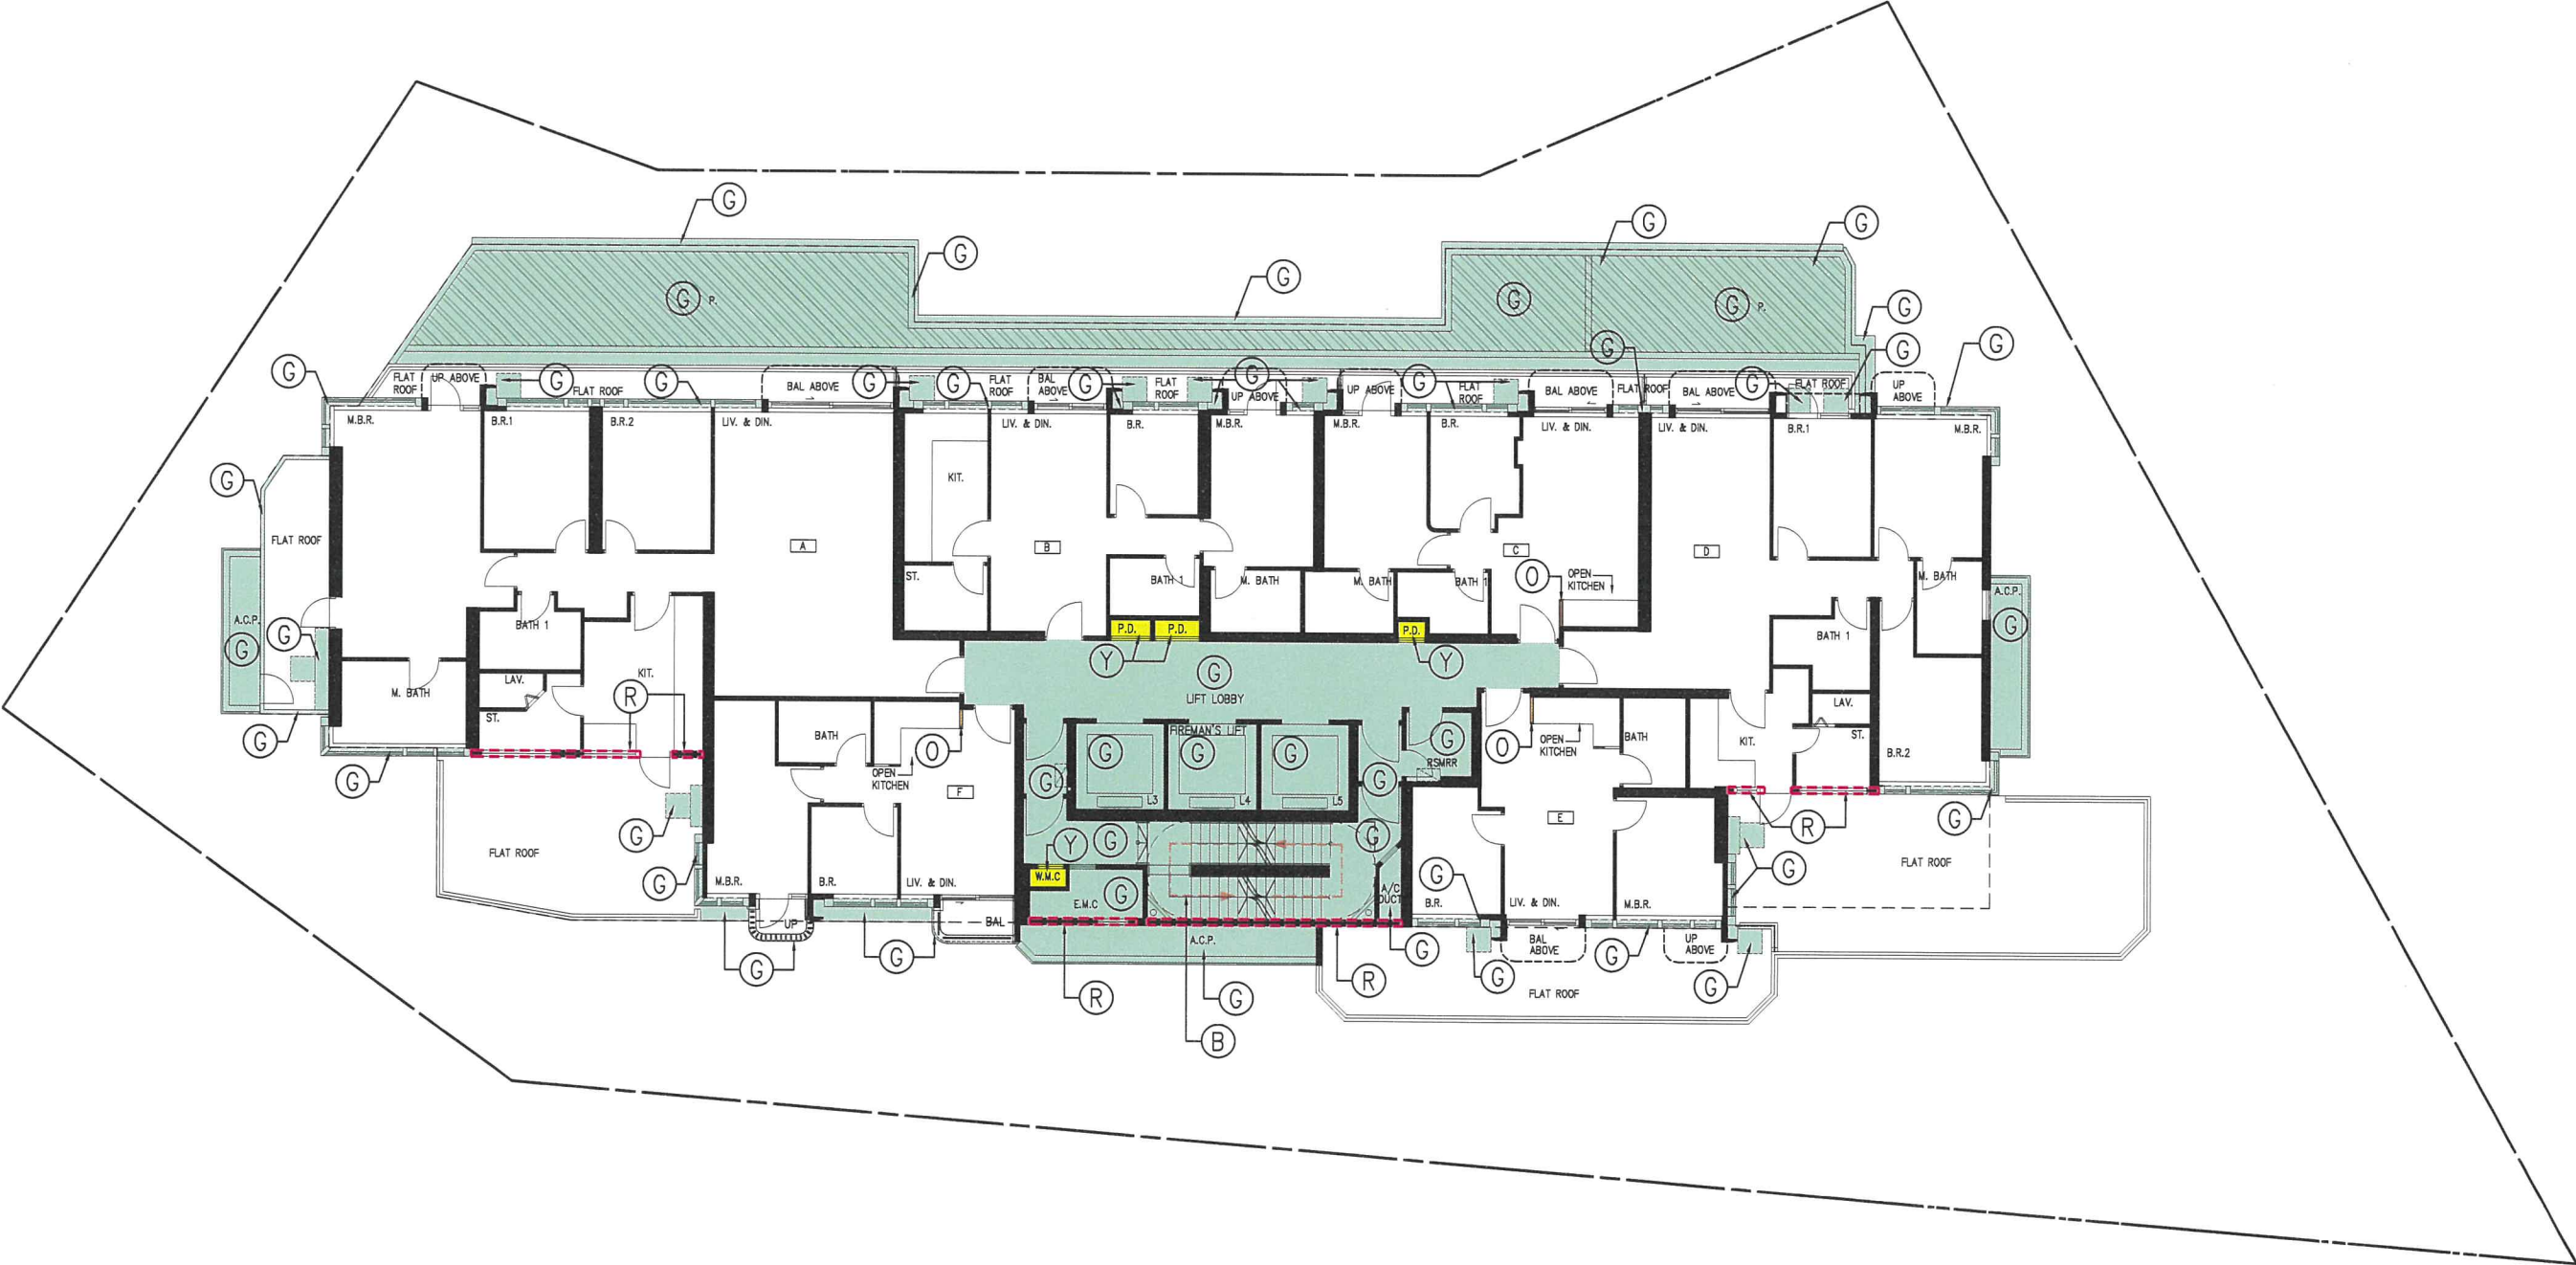 G
G
G
G
G
G
G P.
G
G P.
G
G
G
G
G
FLAT
ROOF
UP ABOVE
G
FLAT ROOF
G
BAL ABOVE
G
G
FLAT
ROOF
BAL
ABOVE
G
FLAT
ROOF
G
UP ABOVE
UP ABOVE
G
FLAT
ROOF
BAL ABOVE
FLAT ROOF
BAL ABOVE
G
FLAT ROOF
UP
ABOVE
M.B.R.
B.R.1
B.R.2
LIV. & DIN.
LIV. & DIN.
B.R.
M.B.R.
M.B.R.
B.R.
LIV. & DIN.
LIV. & DIN.
B.R.1
M.B.R.
G
KIT.
FLAT ROOF
A
B
C
D
ST.
BATH 1
M. BATH
M. BATH
BATH 1
O
OPEN
KITCHEN
M. BATH
A.C.P.
G
A.C.P.
G
G
BATH 1
P.D.
P.D.
P.D.
BATH 1
Y
Y
G
LIFT LOBBY
KIT.
LAV.
M. BATH
R
ST.
LAV.
ST.
KIT.
B.R.2
G
G
BATH
O
OPEN
KITCHEN
F
FIREMAN'S LIFT
G
G
G
L3
L4
L5
G
G
G
RSMRR
O
OPEN
KITCHEN
BATH
E
R
G
G
FLAT ROOF
G
G
Y
G
G
W.M.C
E.M.C
G
A/C
DUCT
G
G
FLAT ROOF
M.B.R.
B.R.
LIV. & DIN.
B.R.
LIV. & DIN.
M.B.R.
UP
BAL
A.C.P.
BAL
ABOVE
UP
ABOVE
G
G
G
G
G
G
R
G
R
FLAT ROOF
B